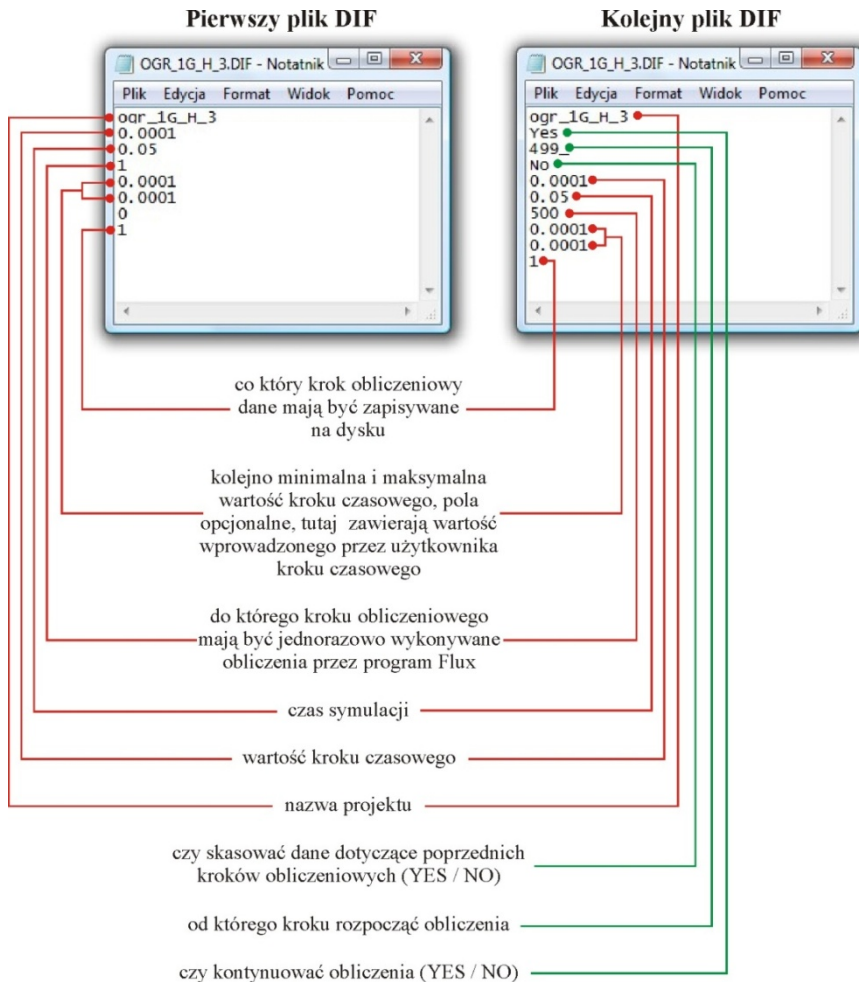 Pierwszy plik DIF
Kolejny plik DIF
OGR_1G_H_3.DIF - Notatnik
Plik Edycja Format Widok Pomoc
ogr_1G_H_3
0.0001
0.05
1
0.0001
0.0001
0
1
OGR_1G_H_3.DIF - Notatnik
Plik Edycja Format Widok Pomoc
ogr_1G_H_3
Yes
499_
No
0.0001
0.05
500
0.0001
0.0001
1
co który krok obliczeniowy
dane mają być zapisywane
na dysku
kolejno minimalna i maksymalna
wartość kroku czasowego, pola
opcjonalne, tutaj zawierają wartość
wprowadzonego przez użytkownika
kroku czasowego
do którego kroku obliczeniowego
mają być jednorazowo wykonywane
obliczenia przez program Flux
czas symulacji
wartość kroku czasowego
nazwa projektu
czy skasować dane dotyczące poprzednich
kroków obliczeniowych (YES / NO)
od którego kroku rozpocząć obliczenia
czy kontynuować obliczenia (YES / NO)